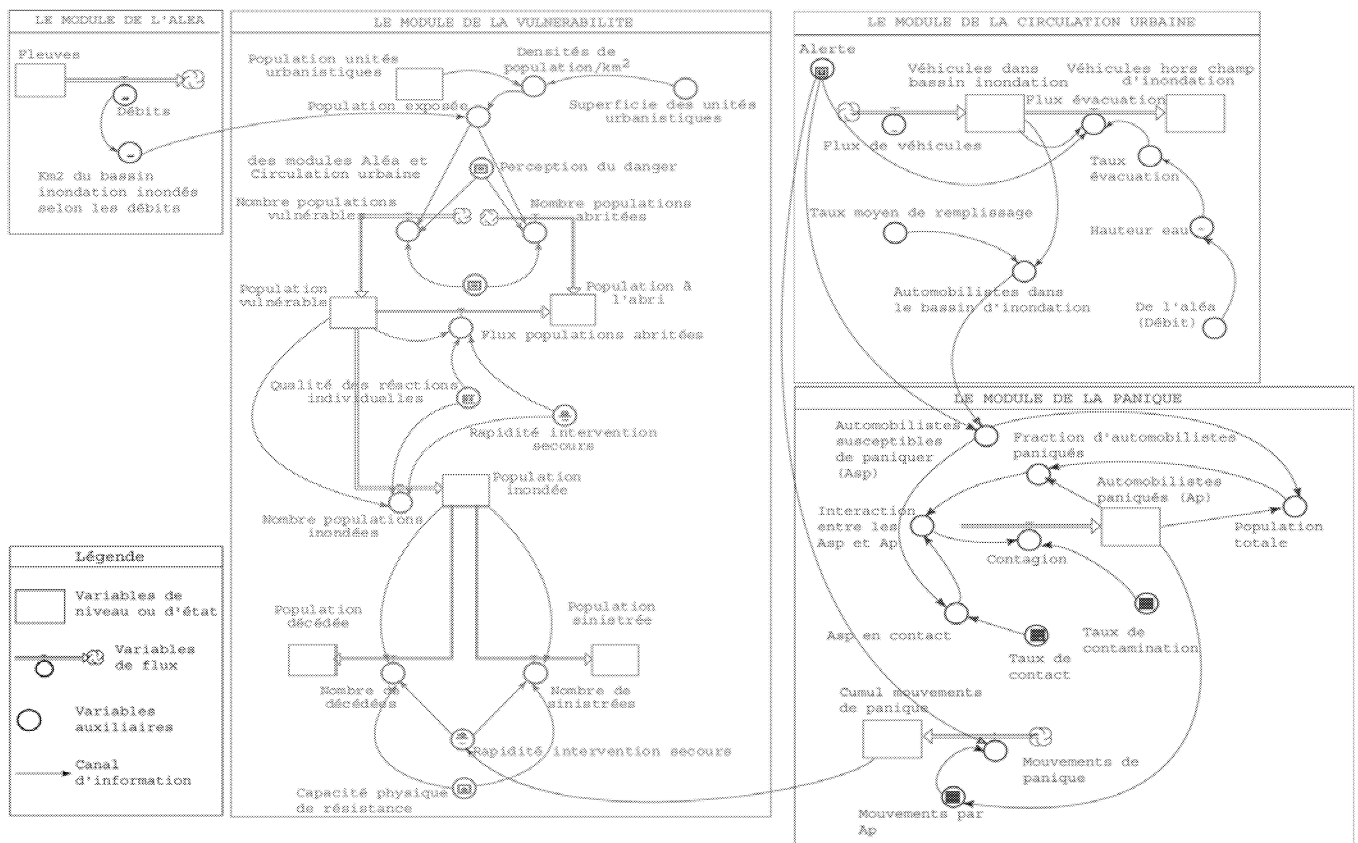 LE MODULE DE L'ALEA
Fleuves
Débits
Km2 du bassin
inondation inondés
selon les débits
LE MODULE DE LA VULNERABILITE
Population unités
urbanistiques
Densités de
population/km2
Population exposée
Superficie des unités
urbanistiques
des modules Aléa et
Circulation urbaine
Perception du danger
Nombre populations
vulnérables
Nombre populations
abritées
Population
vulnérable
Population à
l'abri
Flux populations abritées
Qualité des réactions
individuelles
Rapidité intervention
secours
Population
inondée
Nombre populations
inondées
Population
décédée
Population
sinistrée
Nombre de
décédées
Nombre de
sinistrées
Rapidité intervention secours
Capacité physique
de résistance
LE MODULE DE LA CIRCULATION URBAINE
Alerte
Véhicules dans
bassin inondation
Véhicules hors champ
d'inondation
Flux évacuation
Flux de véhicules
Taux
évacuation
Taux moyen de remplissage
Hauteur eau
Automobilistes dans
le bassin d'inondation
De l'aléa
(Débit)
LE MODULE DE LA PANIQUE
Automobilistes
susceptibles
de paniquer
(Asp)
Fraction d'automobilistes
paniqués
Automobilistes
paniqués (Ap)
Interaction
entre les
Asp et Ap
Population
totale
Contagion
Asp en contact
Taux de
contamination
Taux de
contact
Cumul mouvements
de panique
Mouvements de
panique
Mouvements par
Ap
Légende
Variables de
niveau ou d'état
Variables
de flux
Variables
auxiliaires
Canal
d'information